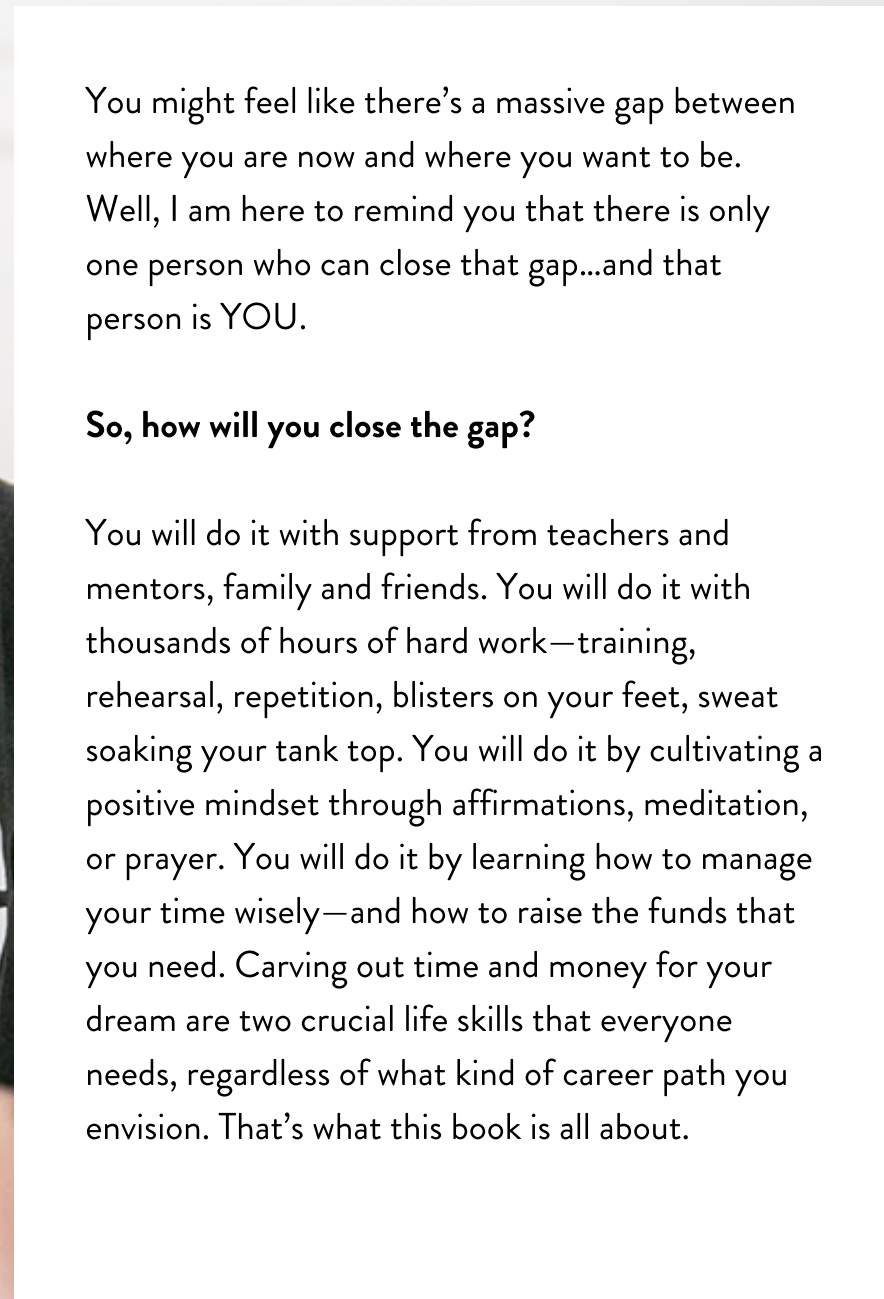 You might feel like there’s a massive gap between
where you are now and where you want to be.
Well, I am here to remind you that there is only
one person who can close that gap...and that
person is YOU.
So, how will you close the gap?
You will do it with support from teachers and
mentors, family and friends. You will do it with
thousands of hours of hard work—training,
rehearsal, repetition, blisters on your feet, sweat
soaking your tank top. You will do it by cultivating a
positive mindset through affirmations, meditation,
or prayer. You will do it by learning how to manage
your time wisely—and how to raise the funds that
you need. Carving out time and money for your
dream are two crucial life skills that everyone
needs, regardless of what kind of career path you
envision. That’s what this book is all about.